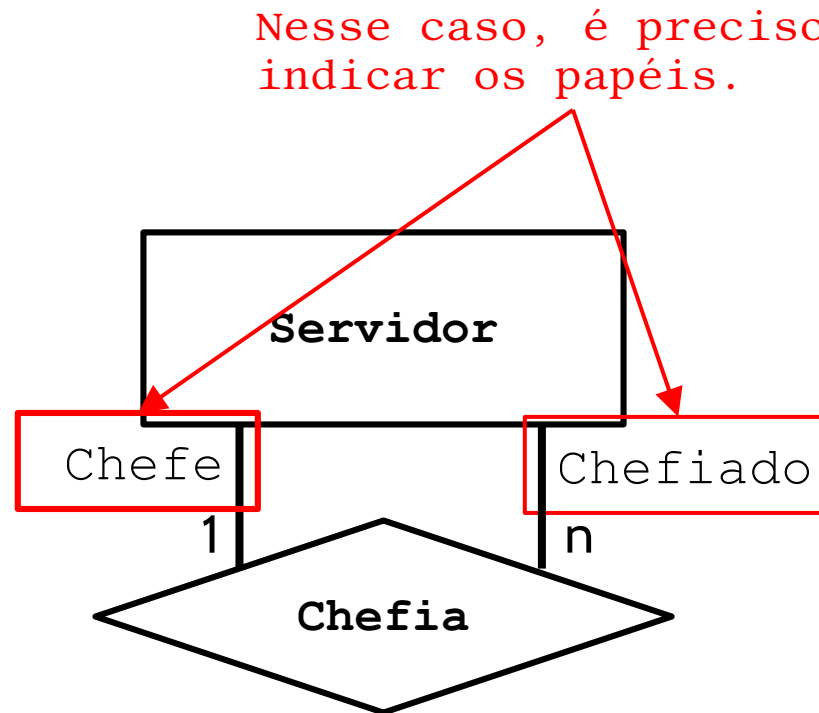 Nesse caso, é preciso
indicar os papéis.
Servidor
Chefe
Chefiado
1
n
Chefia